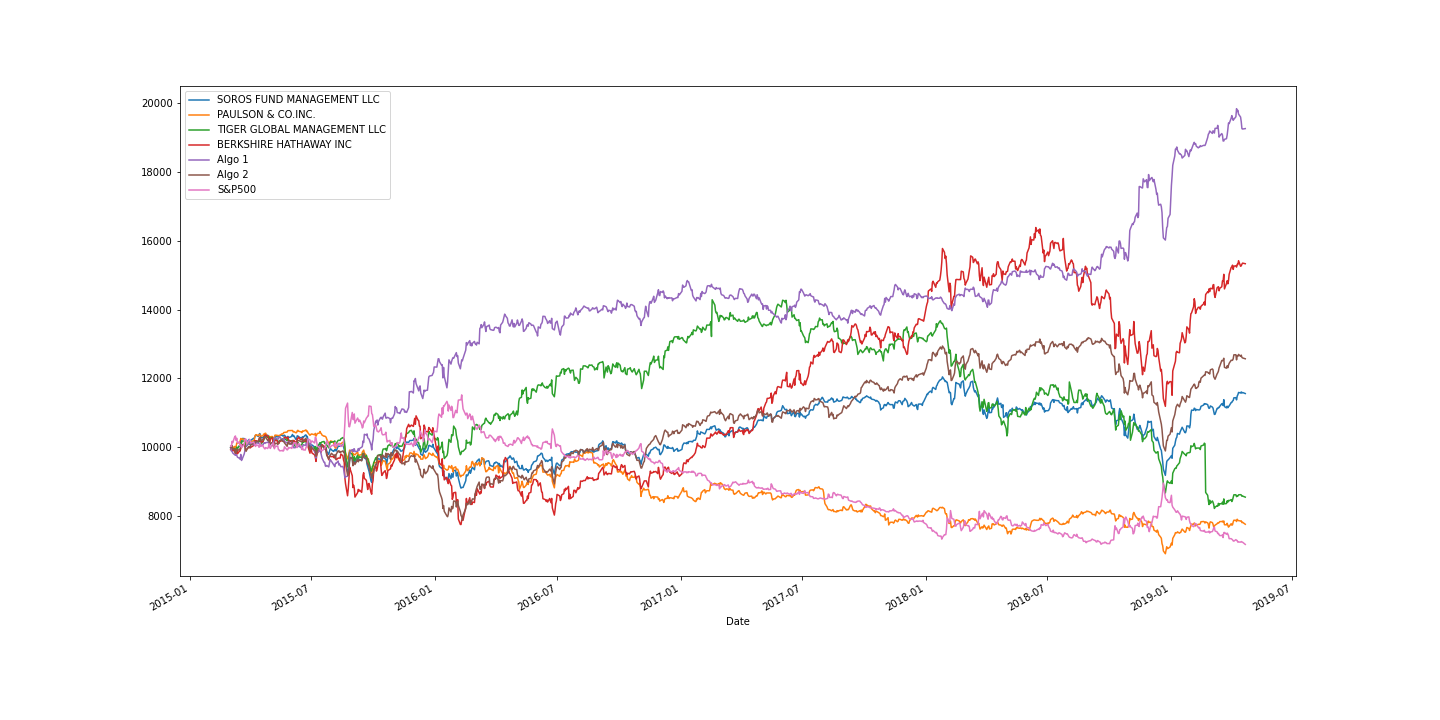 20000
18000
16000
14000
12000
10000
8000
SOROS FUND MANAGEMENT LLC
PAULSON & CO.INC.
TIGER GLOBAL MANAGEMENT LLC
BERKSHIRE HATHAWAY INC
Algo 1
Algo 2
S&P500
2015-01
2015-07
2016-01
2016-07
2017-01
2017-07
2018-01
2018-07
2019-01
2019-07
Date